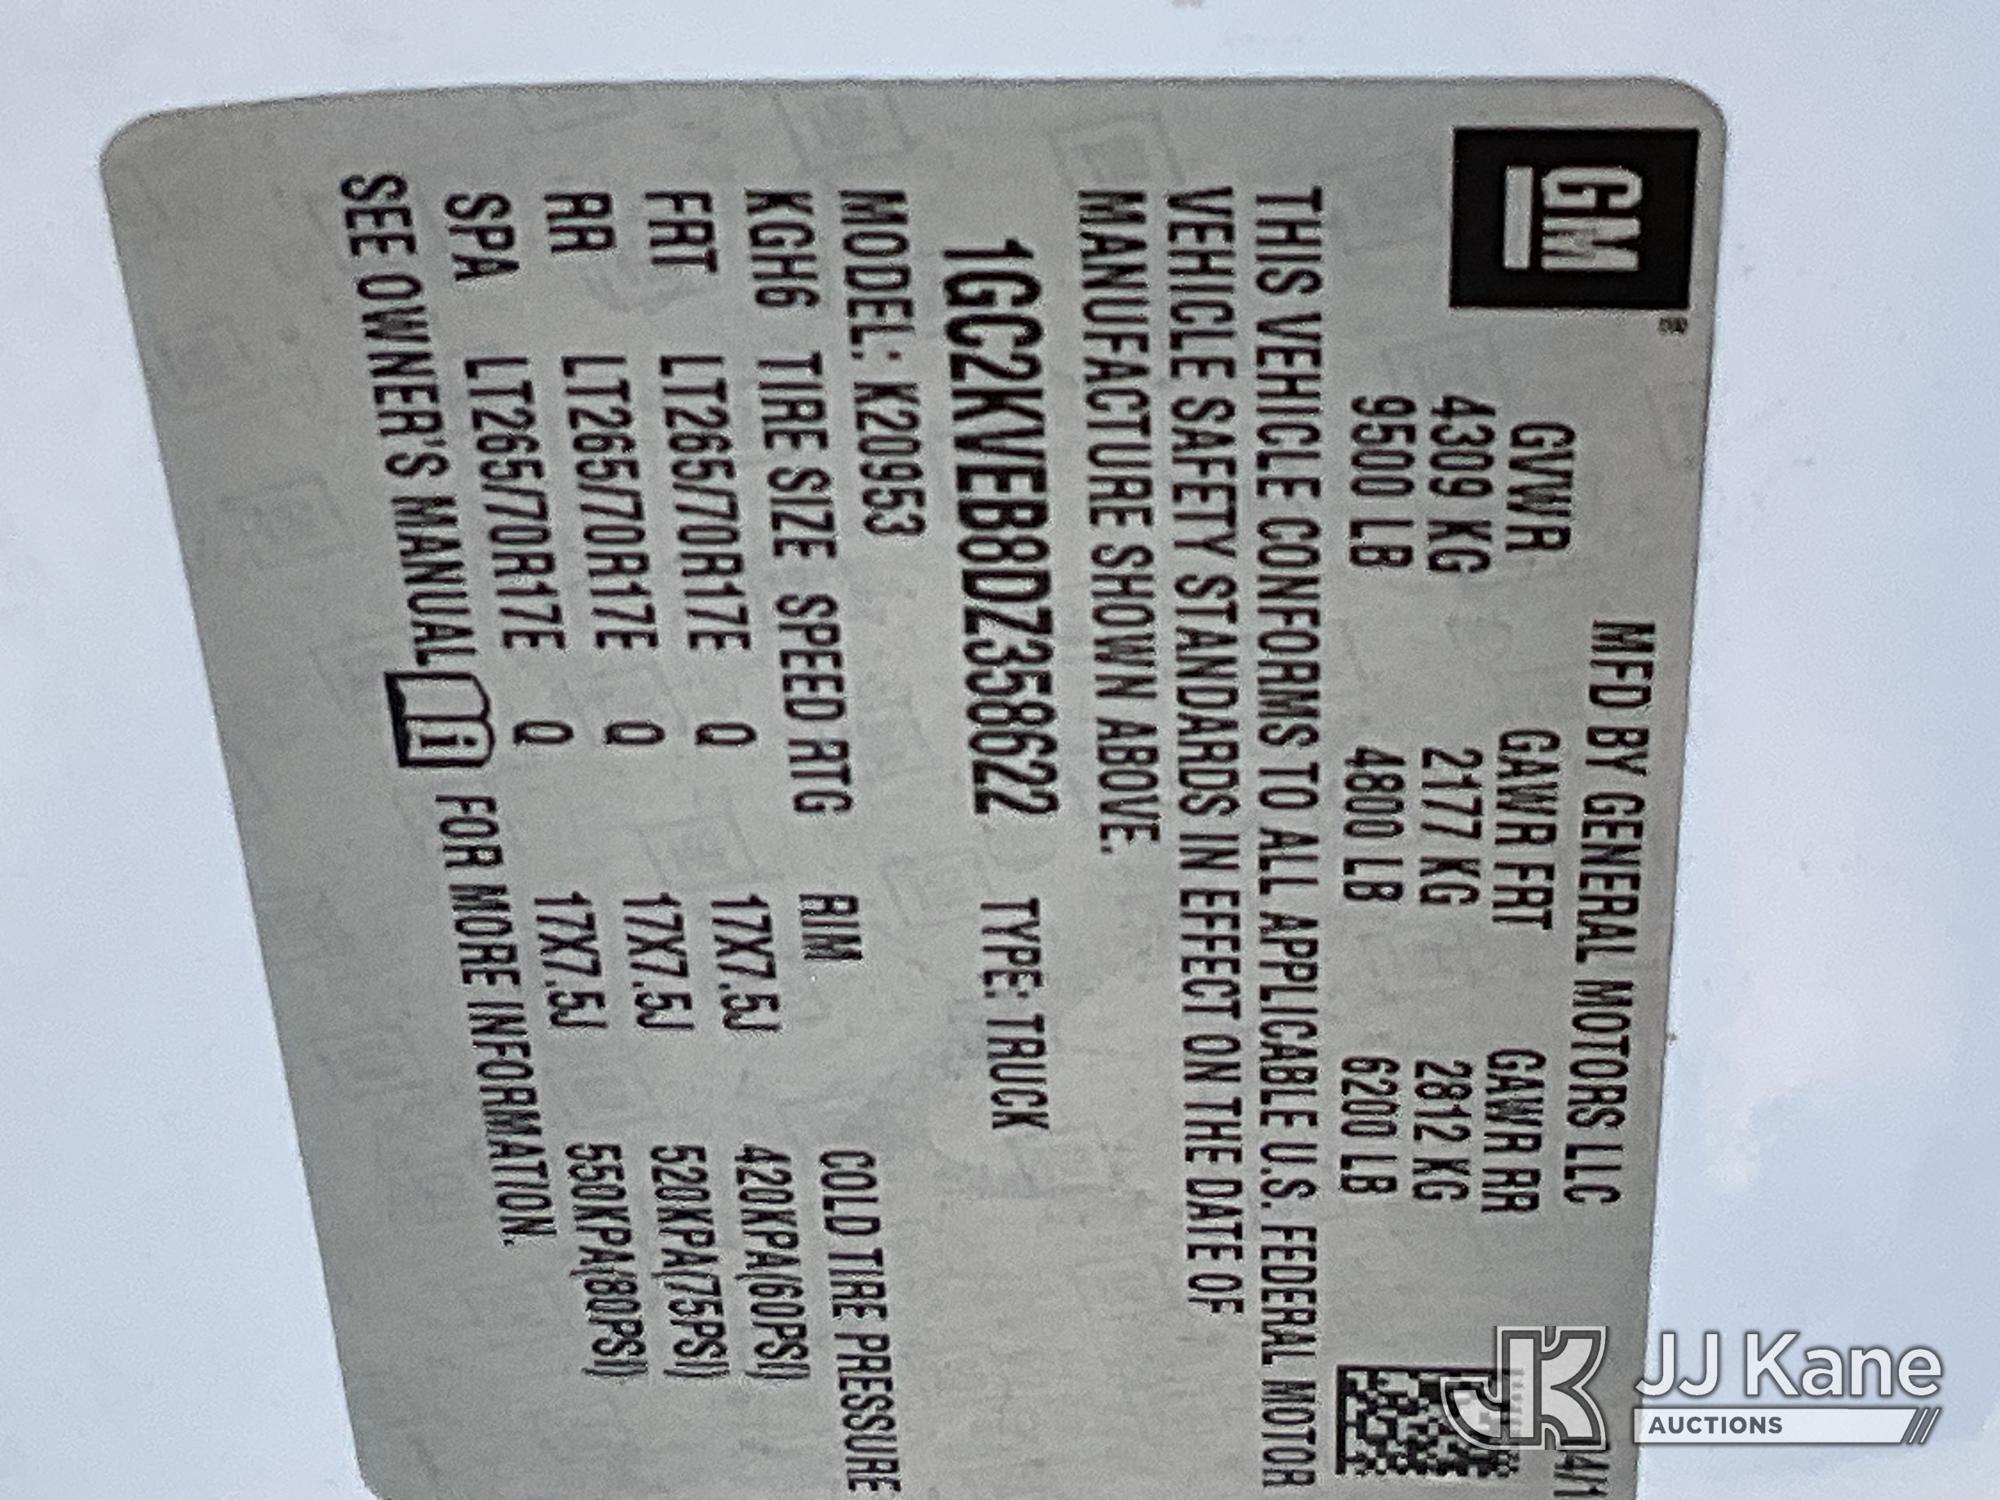 GM ®
MFD BY GENERAL MOTORS LLC
GVWR GAWR FRT GAWR RR
4309 KG 2177 KG 2812 KG
9500 LB 4800 LB 6200 LB
THIS VEHICLE CONFORMS TO ALL APPLICABLE U.S. FEDERAL MOTOR
VEHICLE SAFETY STANDARDS IN EFFECT ON THE DATE OF
MANUFACTURE SHOWN ABOVE.
1GC2KVEB8DZ358622 TYPE: TRUCK
MODEL: K20953
KGH6 TIRE SIZE SPEED RTG RIM COLD TIRE PRESSURE
FRT LT265/70R17E Q 17X7.5J 420KPA(60PSI)
RR LT265/70R17E Q 17X7.5J 520KPA(75PSI)
SPA LT265/70R17E Q 17X7.5J 550KPA(80PSI)
SEE OWNER'S MANUAL FOR MORE INFORMATION.
JK JJ Kane
AUCTIONS